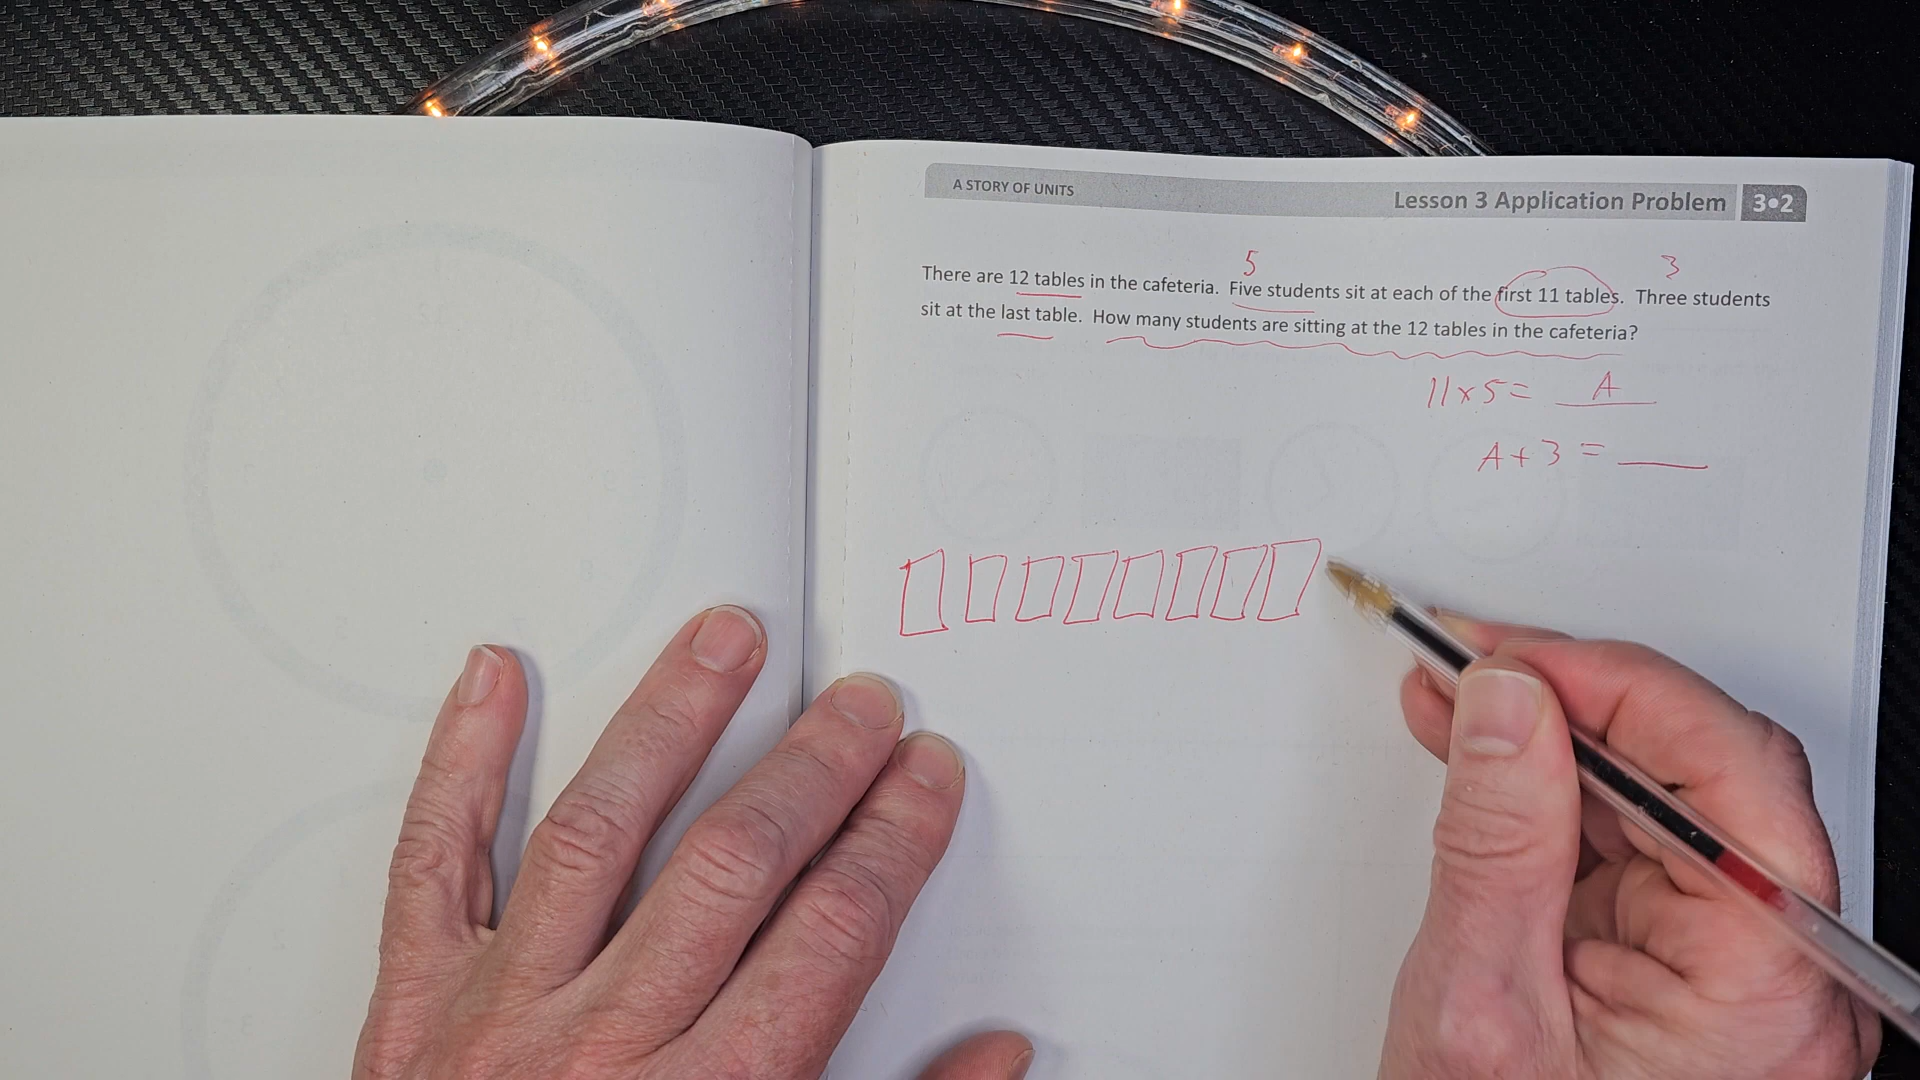 A STORY OF UNITS
Lesson 3 Application Problem 3•2
5 3
There are 12 tables in the cafeteria. Five students sit at each of the first 11 tables. Three students
sit at the last table. How many students are sitting at the 12 tables in the cafeteria?
11 x 5 = A
A + 3 = ___